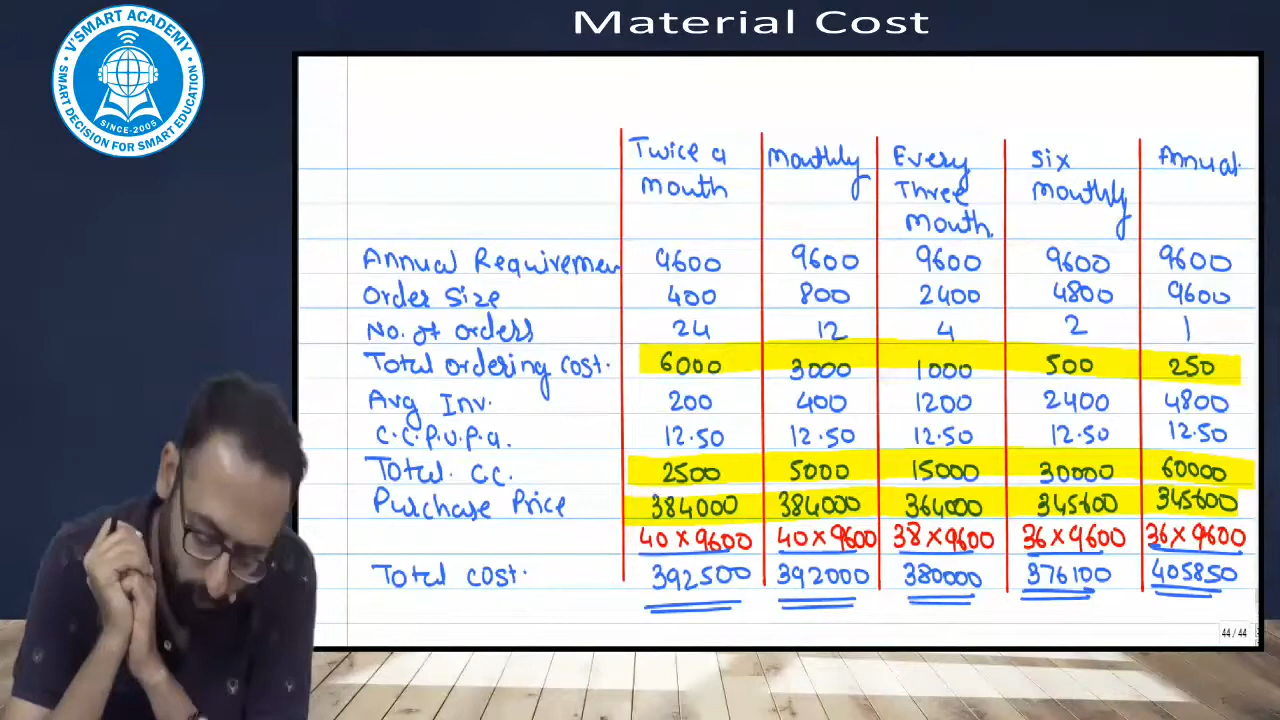 Material Cost
V'SMART ACADEMY
SMART DECISION FOR SMART EDUCATION
SINCE-2005
Twice a Month | Monthly | Every Three Month. | Six Monthly | Annual.
Annual Requiremen 9600 9600 9600 9600 9600
Order Size 400 800 2400 4800 9600
No. of orders 24 12 4 2 1
Total ordering cost. 6000 3000 1000 500 250
Avg Inv. 200 400 1200 2400 4800
C.C.P.U.P.a. 12.50 12.50 12.50 12.50 12.50
Total C.C. 2500 5000 15000 30000 60000
Purchase Price 384000 384000 364000 345600 345600
40×9600 40×9600 38×9600 36×9600 36×9600
Total cost. 392500 392000 380000 376100 405850
44 / 44